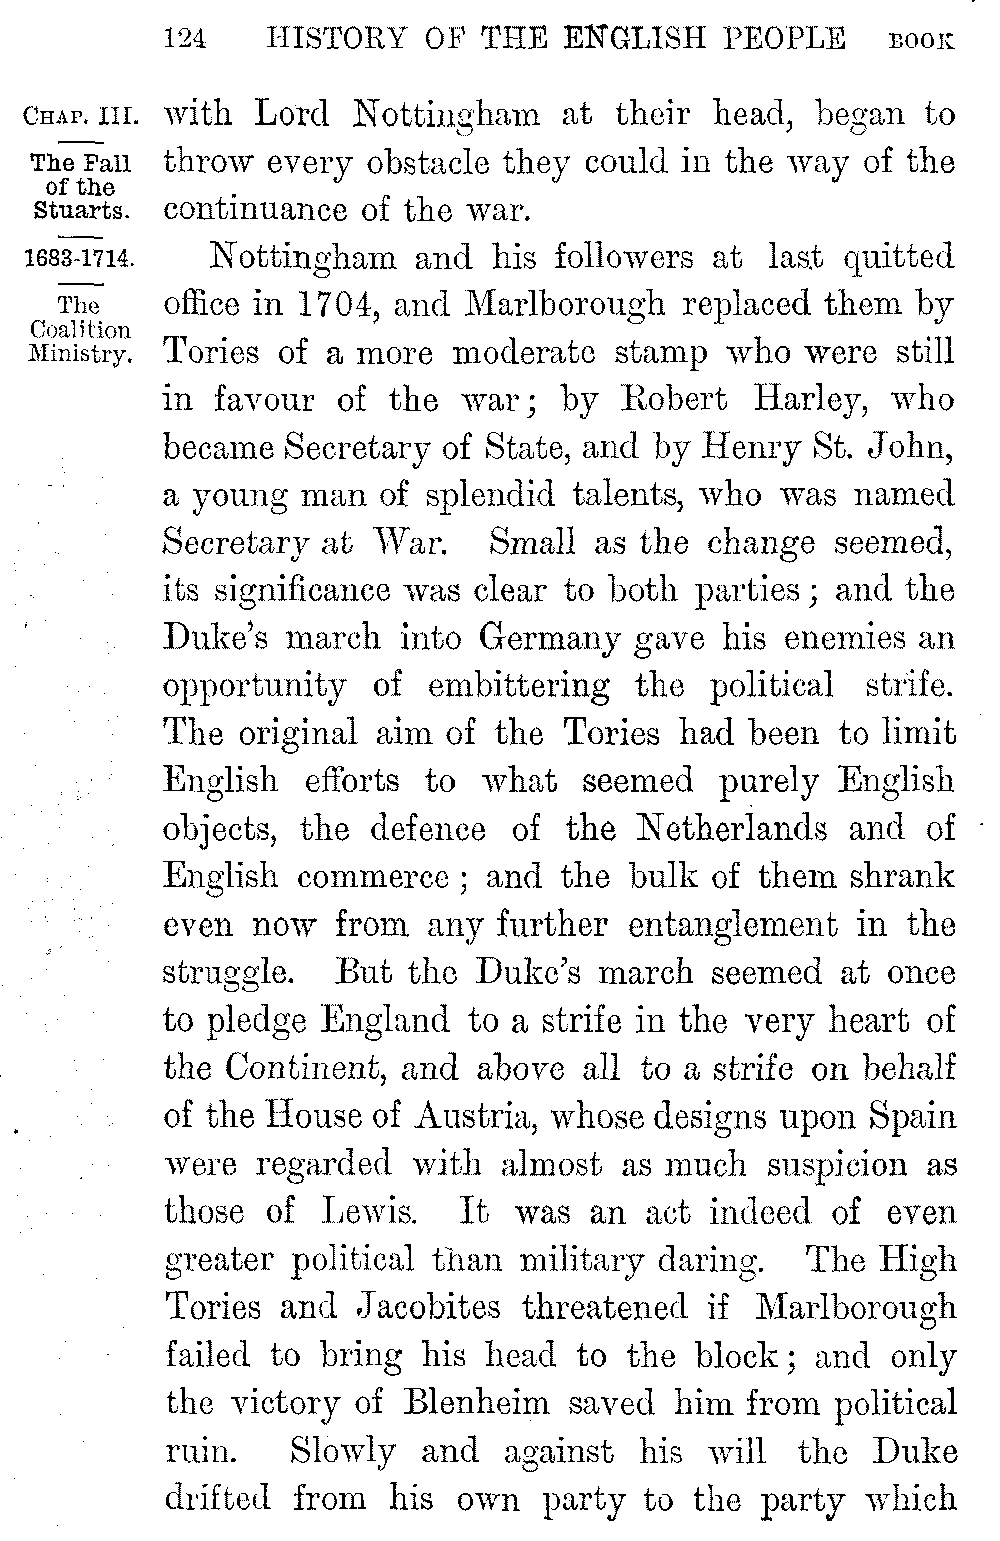 124 HISTORY OF THE ENGLISH PEOPLE BOOK
CHAP. III.
The Fall
of the
Stuarts.
1683-1714.
The
Coalition
Ministry.
with Lord Nottingham at their head, began to
throw every obstacle they could in the way of the
continuance of the war.
Nottingham and his followers at last quitted
office in 1704, and Marlborough replaced them by
Tories of a more moderate stamp who were still
in favour of the war; by Robert Harley, who
became Secretary of State, and by Henry St. John,
a young man of splendid talents, who was named
Secretary at War. Small as the change seemed,
its significance was clear to both parties; and the
Duke's march into Germany gave his enemies an
opportunity of embittering the political strife.
The original aim of the Tories had been to limit
English efforts to what seemed purely English
objects, the defence of the Netherlands and of
English commerce; and the bulk of them shrank
even now from any further entanglement in the
struggle. But the Duke's march seemed at once
to pledge England to a strife in the very heart of
the Continent, and above all to a strife on behalf
of the House of Austria, whose designs upon Spain
were regarded with almost as much suspicion as
those of Lewis. It was an act indeed of even
greater political than military daring. The High
Tories and Jacobites threatened if Marlborough
failed to bring his head to the block; and only
the victory of Blenheim saved him from political
ruin. Slowly and against his will the Duke
drifted from his own party to the party which